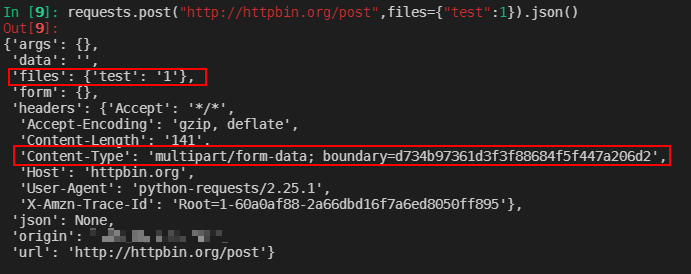 In [9]: requests.post("http://httpbin.org/post",files={"test":1}).json()
Out[9]:
{'args': {},
 'data': '',
 'files': {'test': '1'},
 'form': {},
 'headers': {'Accept': '*/*',
  'Accept-Encoding': 'gzip, deflate',
  'Content-Length': '141',
  'Content-Type': 'multipart/form-data; boundary=d734b97361d3f3f88684f5f447a206d2',
  'Host': 'httpbin.org',
  'User-Agent': 'python-requests/2.25.1',
  'X-Amzn-Trace-Id': 'Root=1-60a0af88-2a66dbd16f7a6ed8050ff895'},
 'json': None,
 'origin': '
 'url': 'http://httpbin.org/post'}